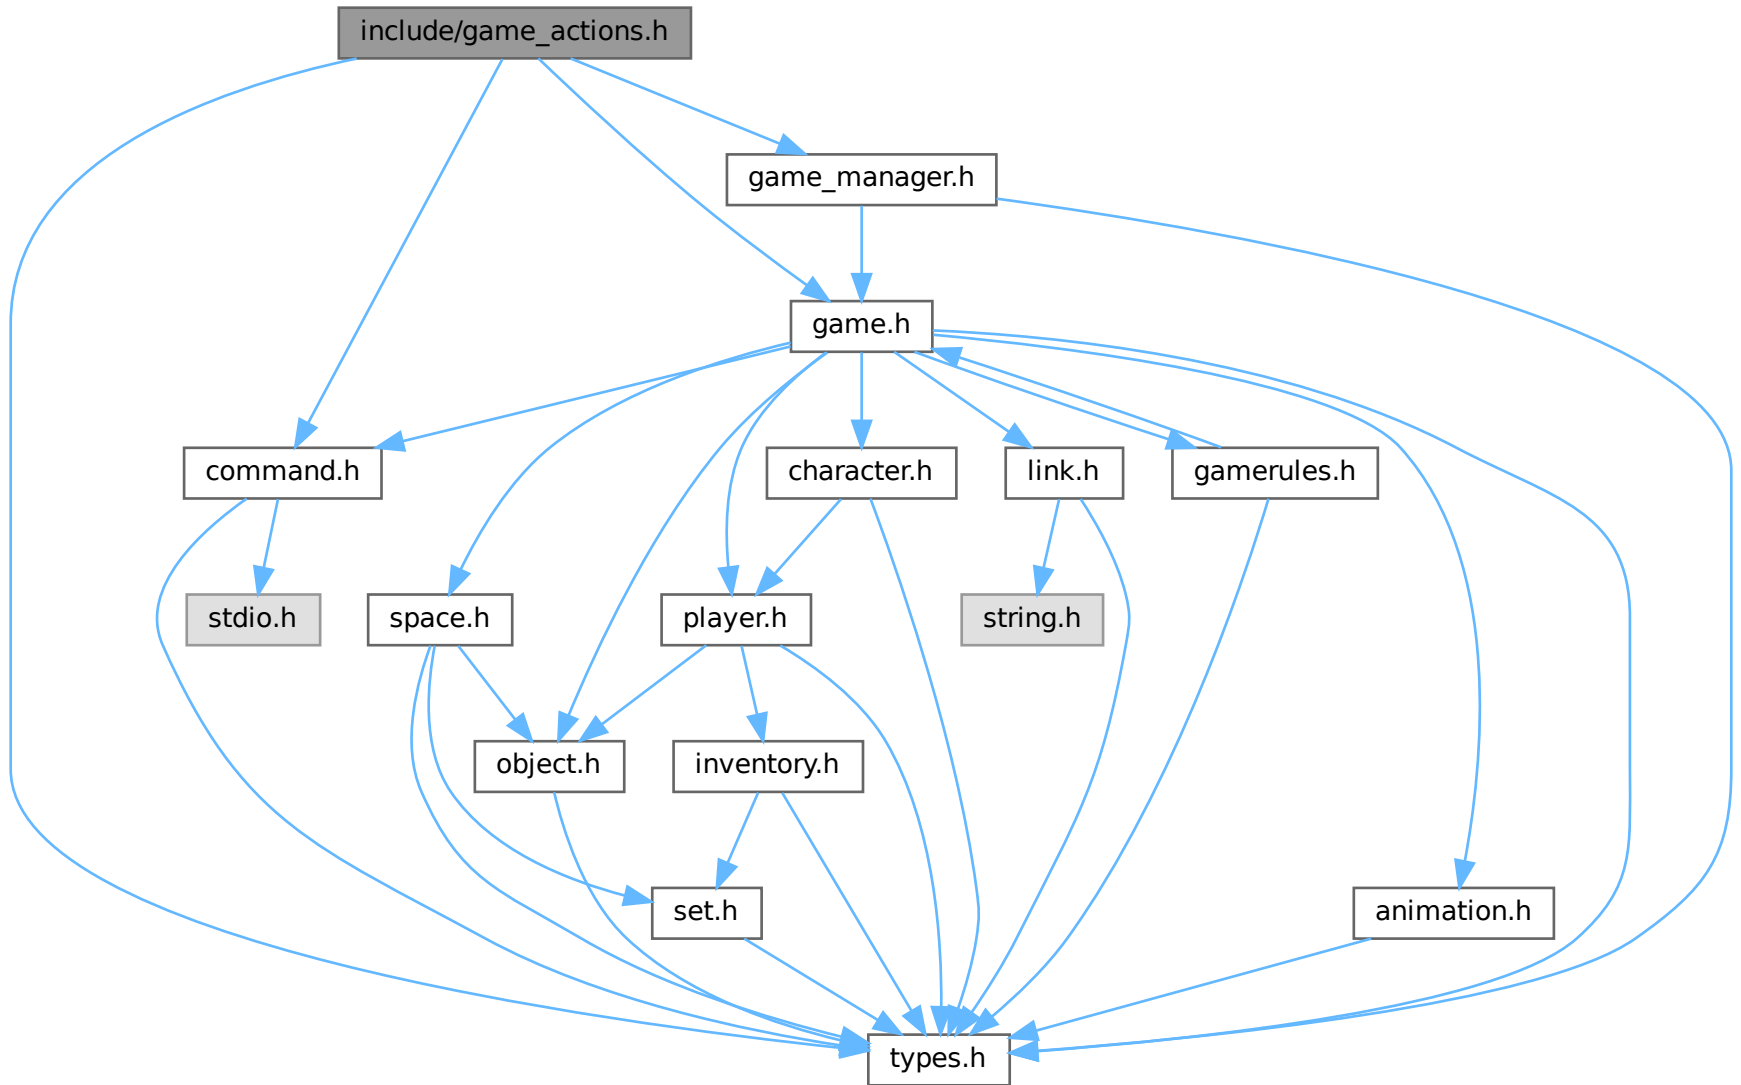 include/game_actions.h
game_manager.h
game.h
command.h
character.h
link.h
gamerules.h
stdio.h
space.h
player.h
string.h
object.h
inventory.h
set.h
animation.h
types.h